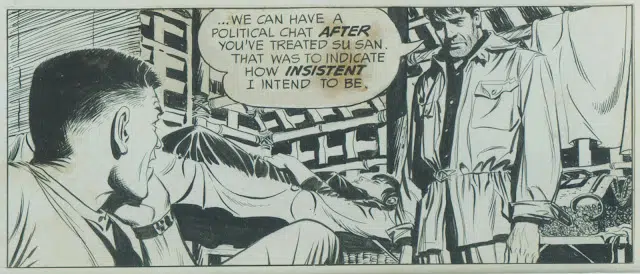 ...WE CAN HAVE A
POLITICAL CHAT AFTER
YOU'VE TREATED SU SAN.
THAT WAS TO INDICATE
HOW INSISTENT
I INTEND TO BE.